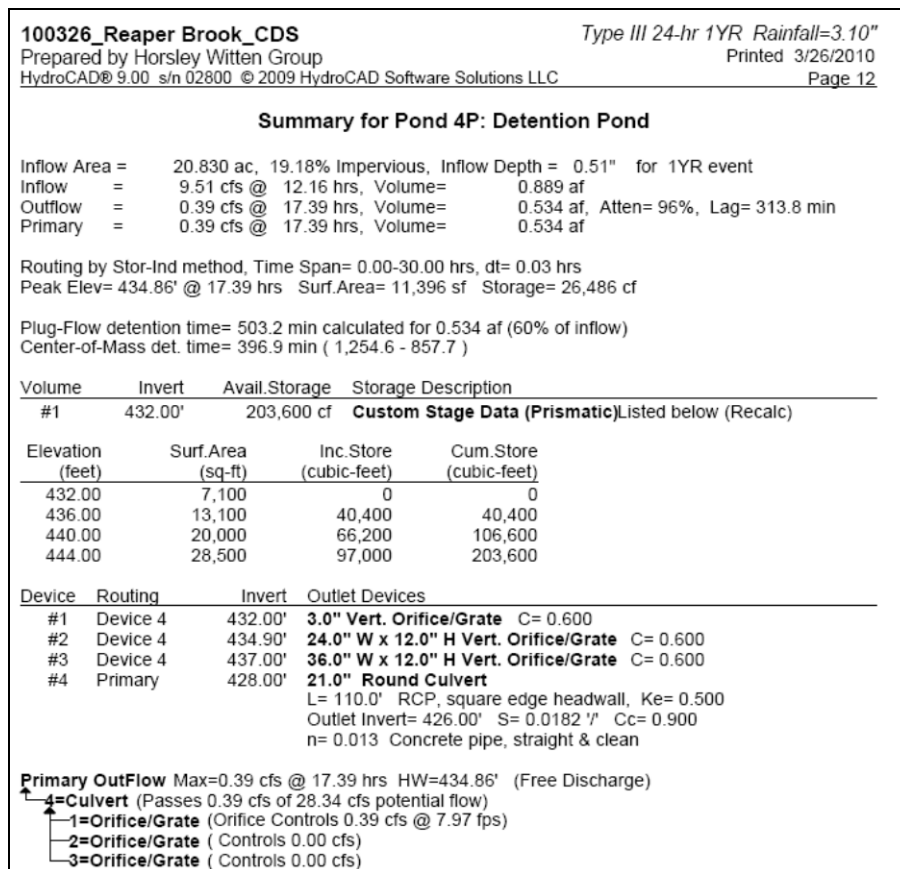 100326_Reaper Brook_CDS Type III 24-hr 1YR Rainfall=3.10"
Prepared by Horsley Witten Group Printed 3/26/2010
HydroCAD® 9.00 s/n 02800 © 2009 HydroCAD Software Solutions LLC Page 12
Summary for Pond 4P: Detention Pond
Inflow Area = 20.830 ac, 19.18% Impervious, Inflow Depth = 0.51" for 1YR event
Inflow = 9.51 cfs @ 12.16 hrs, Volume= 0.889 af
Outflow = 0.39 cfs @ 17.39 hrs, Volume= 0.534 af, Atten= 96%, Lag= 313.8 min
Primary = 0.39 cfs @ 17.39 hrs, Volume= 0.534 af
Routing by Stor-Ind method, Time Span= 0.00-30.00 hrs, dt= 0.03 hrs
Peak Elev= 434.86' @ 17.39 hrs Surf.Area= 11,396 sf Storage= 26,486 cf
Plug-Flow detention time= 503.2 min calculated for 0.534 af (60% of inflow)
Center-of-Mass det. time= 396.9 min ( 1,254.6 - 857.7 )
Volume Invert Avail.Storage Storage Description
#1 432.00' 203,600 cf Custom Stage Data (Prismatic)Listed below (Recalc)
Elevation Surf.Area Inc.Store Cum.Store
(feet) (sq-ft) (cubic-feet) (cubic-feet)
432.00 7,100 0 0
436.00 13,100 40,400 40,400
440.00 20,000 66,200 106,600
444.00 28,500 97,000 203,600
Device Routing Invert Outlet Devices
#1 Device 4 432.00' 3.0" Vert. Orifice/Grate C= 0.600
#2 Device 4 434.90' 24.0" W x 12.0" H Vert. Orifice/Grate C= 0.600
#3 Device 4 437.00' 36.0" W x 12.0" H Vert. Orifice/Grate C= 0.600
#4 Primary 428.00' 21.0" Round Culvert
L= 110.0' RCP, square edge headwall, Ke= 0.500
Outlet Invert= 426.00' S= 0.0182 '/' Cc= 0.900
n= 0.013 Concrete pipe, straight & clean
Primary OutFlow Max=0.39 cfs @ 17.39 hrs HW=434.86' (Free Discharge)
4=Culvert (Passes 0.39 cfs of 28.34 cfs potential flow)
1=Orifice/Grate (Orifice Controls 0.39 cfs @ 7.97 fps)
2=Orifice/Grate ( Controls 0.00 cfs)
3=Orifice/Grate ( Controls 0.00 cfs)